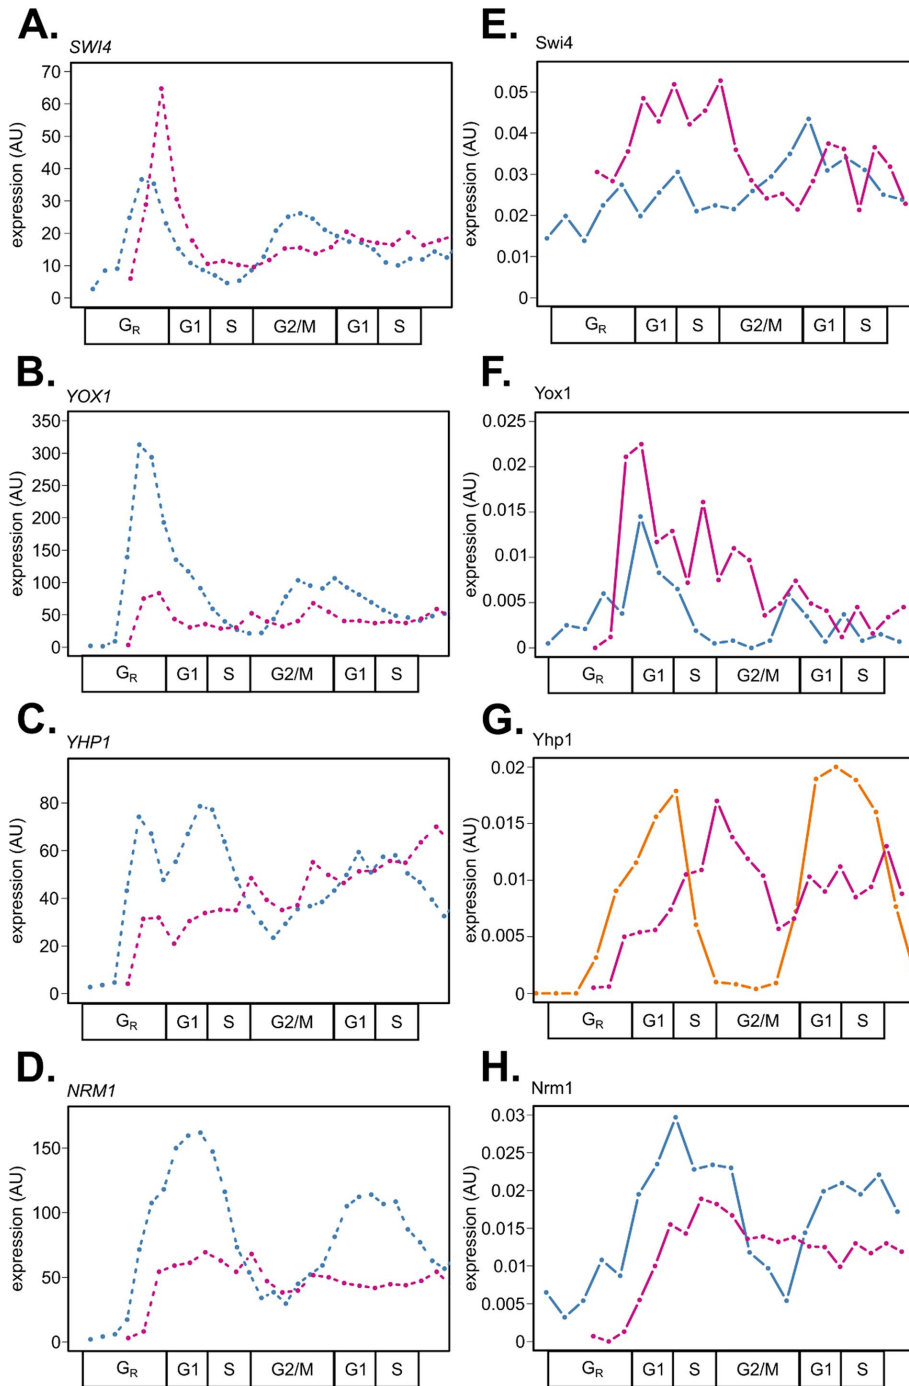 A.
SWI4
expression (AU)
70
60
50
40
30
20
10
0
GR G1 S G2/M G1 S
E.
Swi4
expression (AU)
0.05
0.04
0.03
0.02
0.01
0
GR G1 S G2/M G1 S
B.
YOX1
expression (AU)
350
300
250
200
150
100
50
0
GR G1 S G2/M G1 S
F.
Yox1
expression (AU)
0.025
0.02
0.015
0.01
0.005
0
GR G1 S G2/M G1 S
C.
YHP1
expression (AU)
80
60
40
20
0
GR G1 S G2/M G1 S
G.
Yhp1
expression (AU)
0.02
0.015
0.01
0.005
0
GR G1 S G2/M G1 S
D.
NRM1
expression (AU)
150
100
50
0
GR G1 S G2/M G1 S
H.
Nrm1
expression (AU)
0.03
0.025
0.02
0.015
0.01
0.005
0
GR G1 S G2/M G1 S